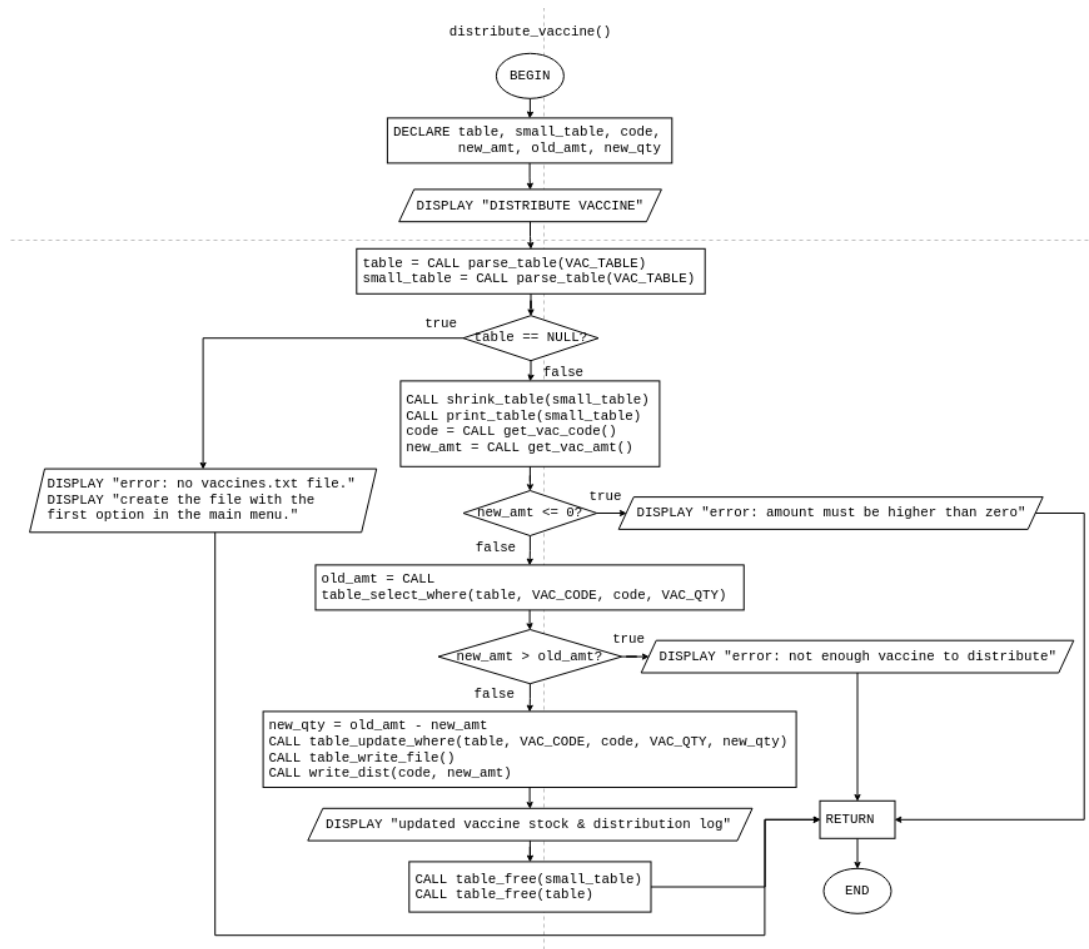 distribute_vaccine()
BEGIN
DECLARE table, small_table, code,
new_amt, old_amt, new_qty
DISPLAY "DISTRIBUTE VACCINE"
table = CALL parse_table(VAC_TABLE)
small_table = CALL parse_table(VAC_TABLE)
true
table == NULL?
false
CALL shrink_table(small_table)
CALL print_table(small_table)
code = CALL get_vac_code()
new_amt = CALL get_vac_amt()
DISPLAY "error: no vaccines.txt file."
DISPLAY "create the file with the
first option in the main menu."
new_amt <= 0?
true
DISPLAY "error: amount must be higher than zero"
false
old_amt = CALL
table_select_where(table, VAC_CODE, code, VAC_QTY)
new_amt > old_amt?
true
DISPLAY "error: not enough vaccine to distribute"
false
new_qty = old_amt - new_amt
CALL table_update_where(table, VAC_CODE, code, VAC_QTY, new_qty)
CALL table_write_file()
CALL write_dist(code, new_amt)
DISPLAY "updated vaccine stock & distribution log"
RETURN
CALL table_free(small_table)
CALL table_free(table)
END